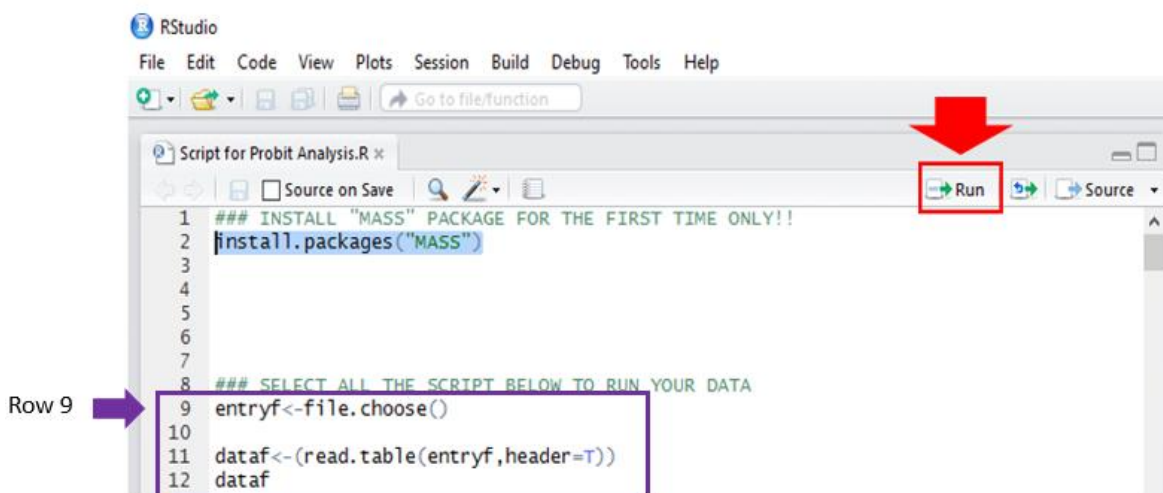 RStudio
File Edit Code View Plots Session Build Debug Tools Help
Go to file/function
Script for Probit Analysis.R ×
Source on Save Run Source
1 ### INSTALL "MASS" PACKAGE FOR THE FIRST TIME ONLY!!
2 install.packages("MASS")
3
4
5
6
7
8 ### SELECT ALL THE SCRIPT BELOW TO RUN YOUR DATA
Row 9 9 entryf<-file.choose()
10
11 dataf<-(read.table(entryf,header=T))
12 dataf